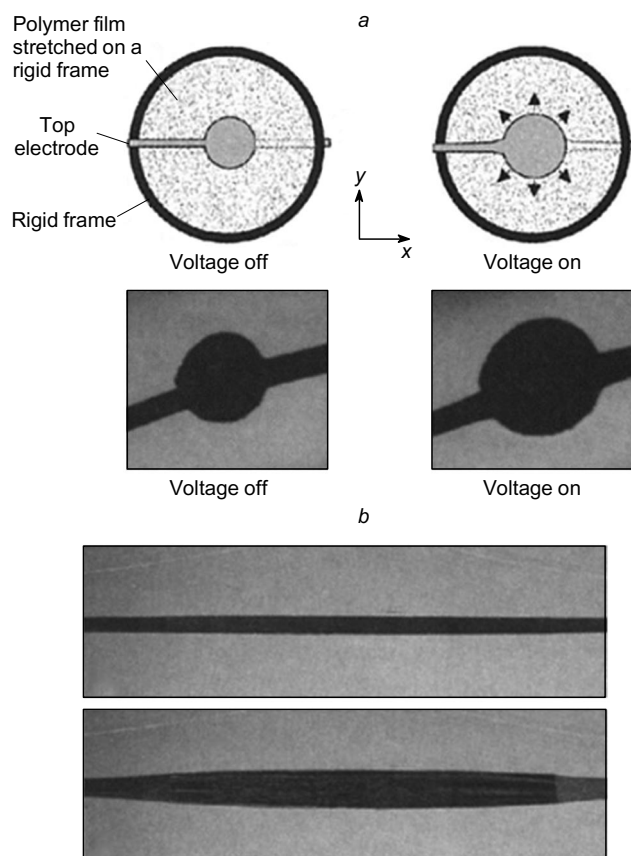 a
Polymer film
stretched on a
rigid frame
Top
electrode
Rigid frame
y
x
Voltage off
Voltage on
Voltage off
Voltage on
b